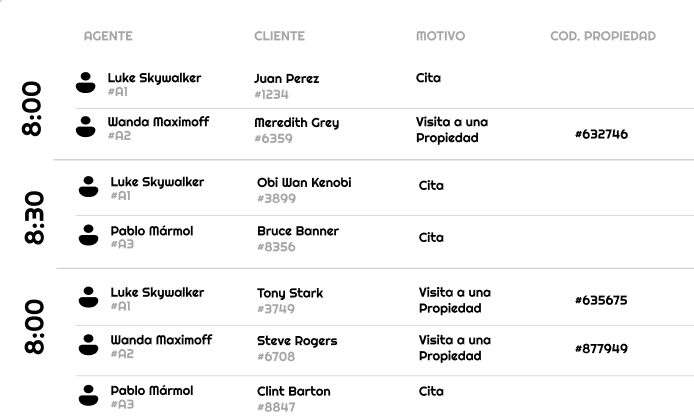 AGENTE CLIENTE MOTIVO COD. PROPIEDAD
8:00
Luke Skywalker Juan Perez Cita
#A1 #1234
Wanda Maximoff Meredith Grey Visita a una
#A2 #6359 Propiedad #632746
8:30
Luke Skywalker Obi Wan Kenobi Cita
#A1 #3899
Pablo Mármol Bruce Banner Cita
#A3 #8356
8:00
Luke Skywalker Tony Stark Visita a una
#A1 #3749 Propiedad #635675
Wanda Maximoff Steve Rogers Visita a una
#A2 #6708 Propiedad #877949
Pablo Mármol Clint Barton Cita
#A3 #8847